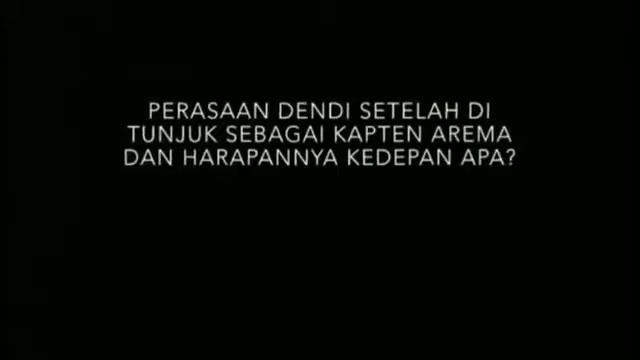 PERASAAN DENDI SETELAH DI
TUNJUK SEBAGAI KAPTEN AREMA
DAN HARAPANNYA KEDEPAN APA?